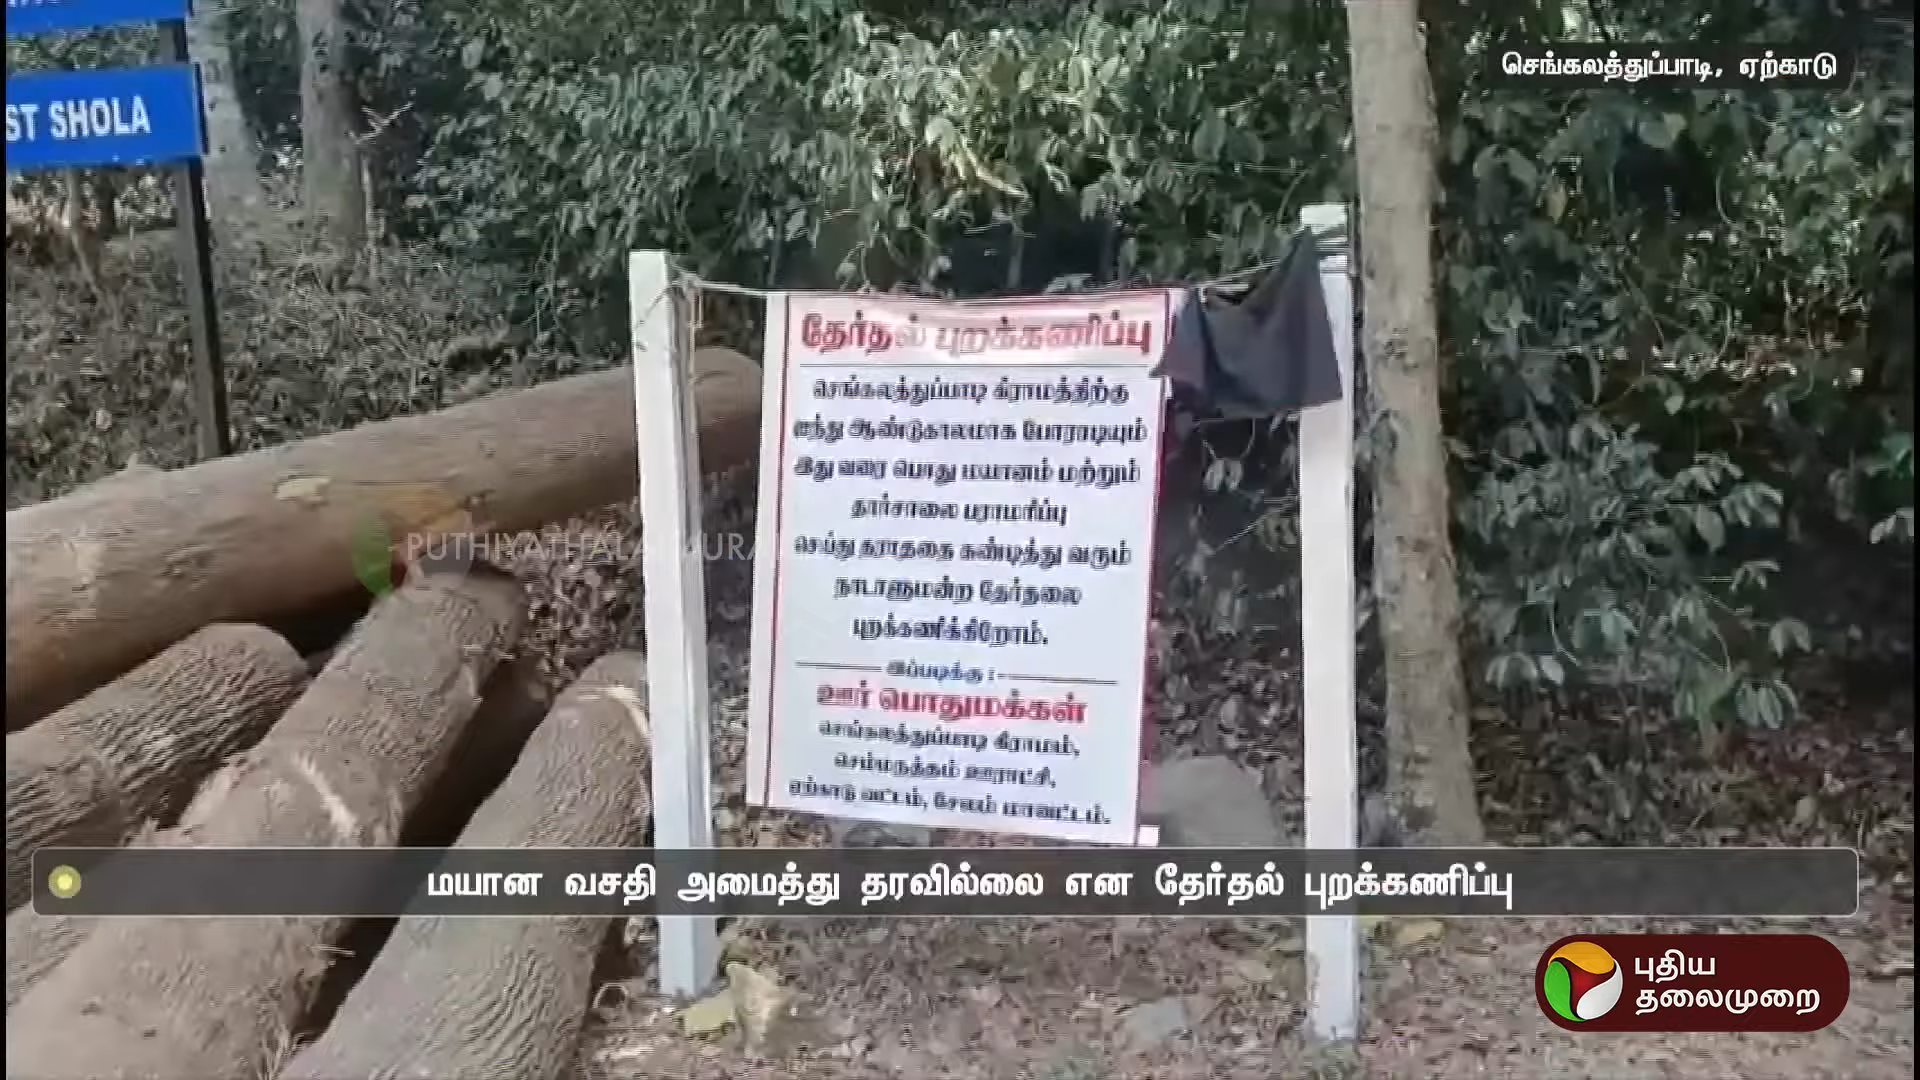 ST SHOLA
செங்கலத்துப்பாடி, ஏற்காடு
தேர்தல் புறக்கணிப்பு
செங்கலத்துப்பாடி கிராமத்திற்கு
ஐந்து ஆண்டுகாலமாக போராடியும்
இது வரை பொது மயானம் மற்றும்
தார்சாலை பராமரிப்பு
செய்து தராததை கண்டித்து வரும்
நாடாளுமன்ற தேர்தலை
புறக்கணிக்கிறோம்.
இப்படிக்கு :-
ஊர் பொதுமக்கள்
செங்கலத்துப்பாடி கிராமம்,
செம்மநத்தம் ஊராட்சி,
ஏற்காடு வட்டம், சேலம் மாவட்டம்.
PUTHIYATHALAIMURAI
மயான வசதி அமைத்து தரவில்லை என தேர்தல் புறக்கணிப்பு
புதிய
தலைமுறை